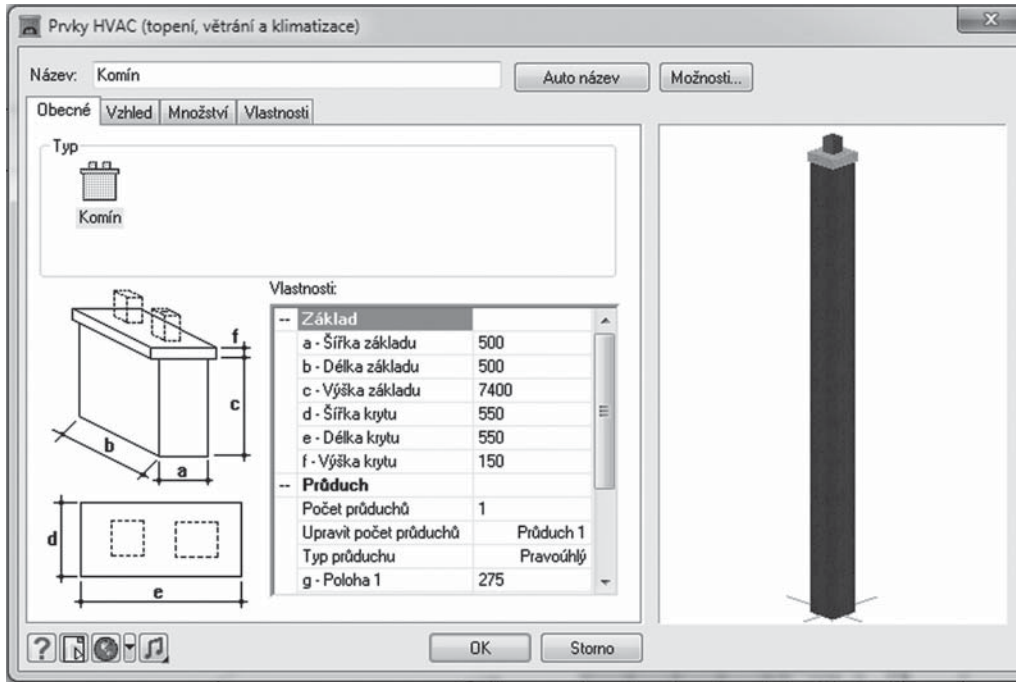 Prvky HVAC (topení, větrání a klimatizace)
x
Název: Komín Auto název Možnosti...
Obecné Vzhled Množství Vlastnosti
Typ
Komín
Vlastnosti:
-- Základ
a - Šířka základu 500
b - Délka základu 500
c - Výška základu 7400
d - Šířka krytu 550
e - Délka krytu 550
f - Výška krytu 150
-- Průduch
Počet průduchů 1
Upravit počet průduchů Průduch 1
Typ průduchu Pravoúhlý
g - Poloha 1 275
f
c
b
a
d
e
? OK Storno